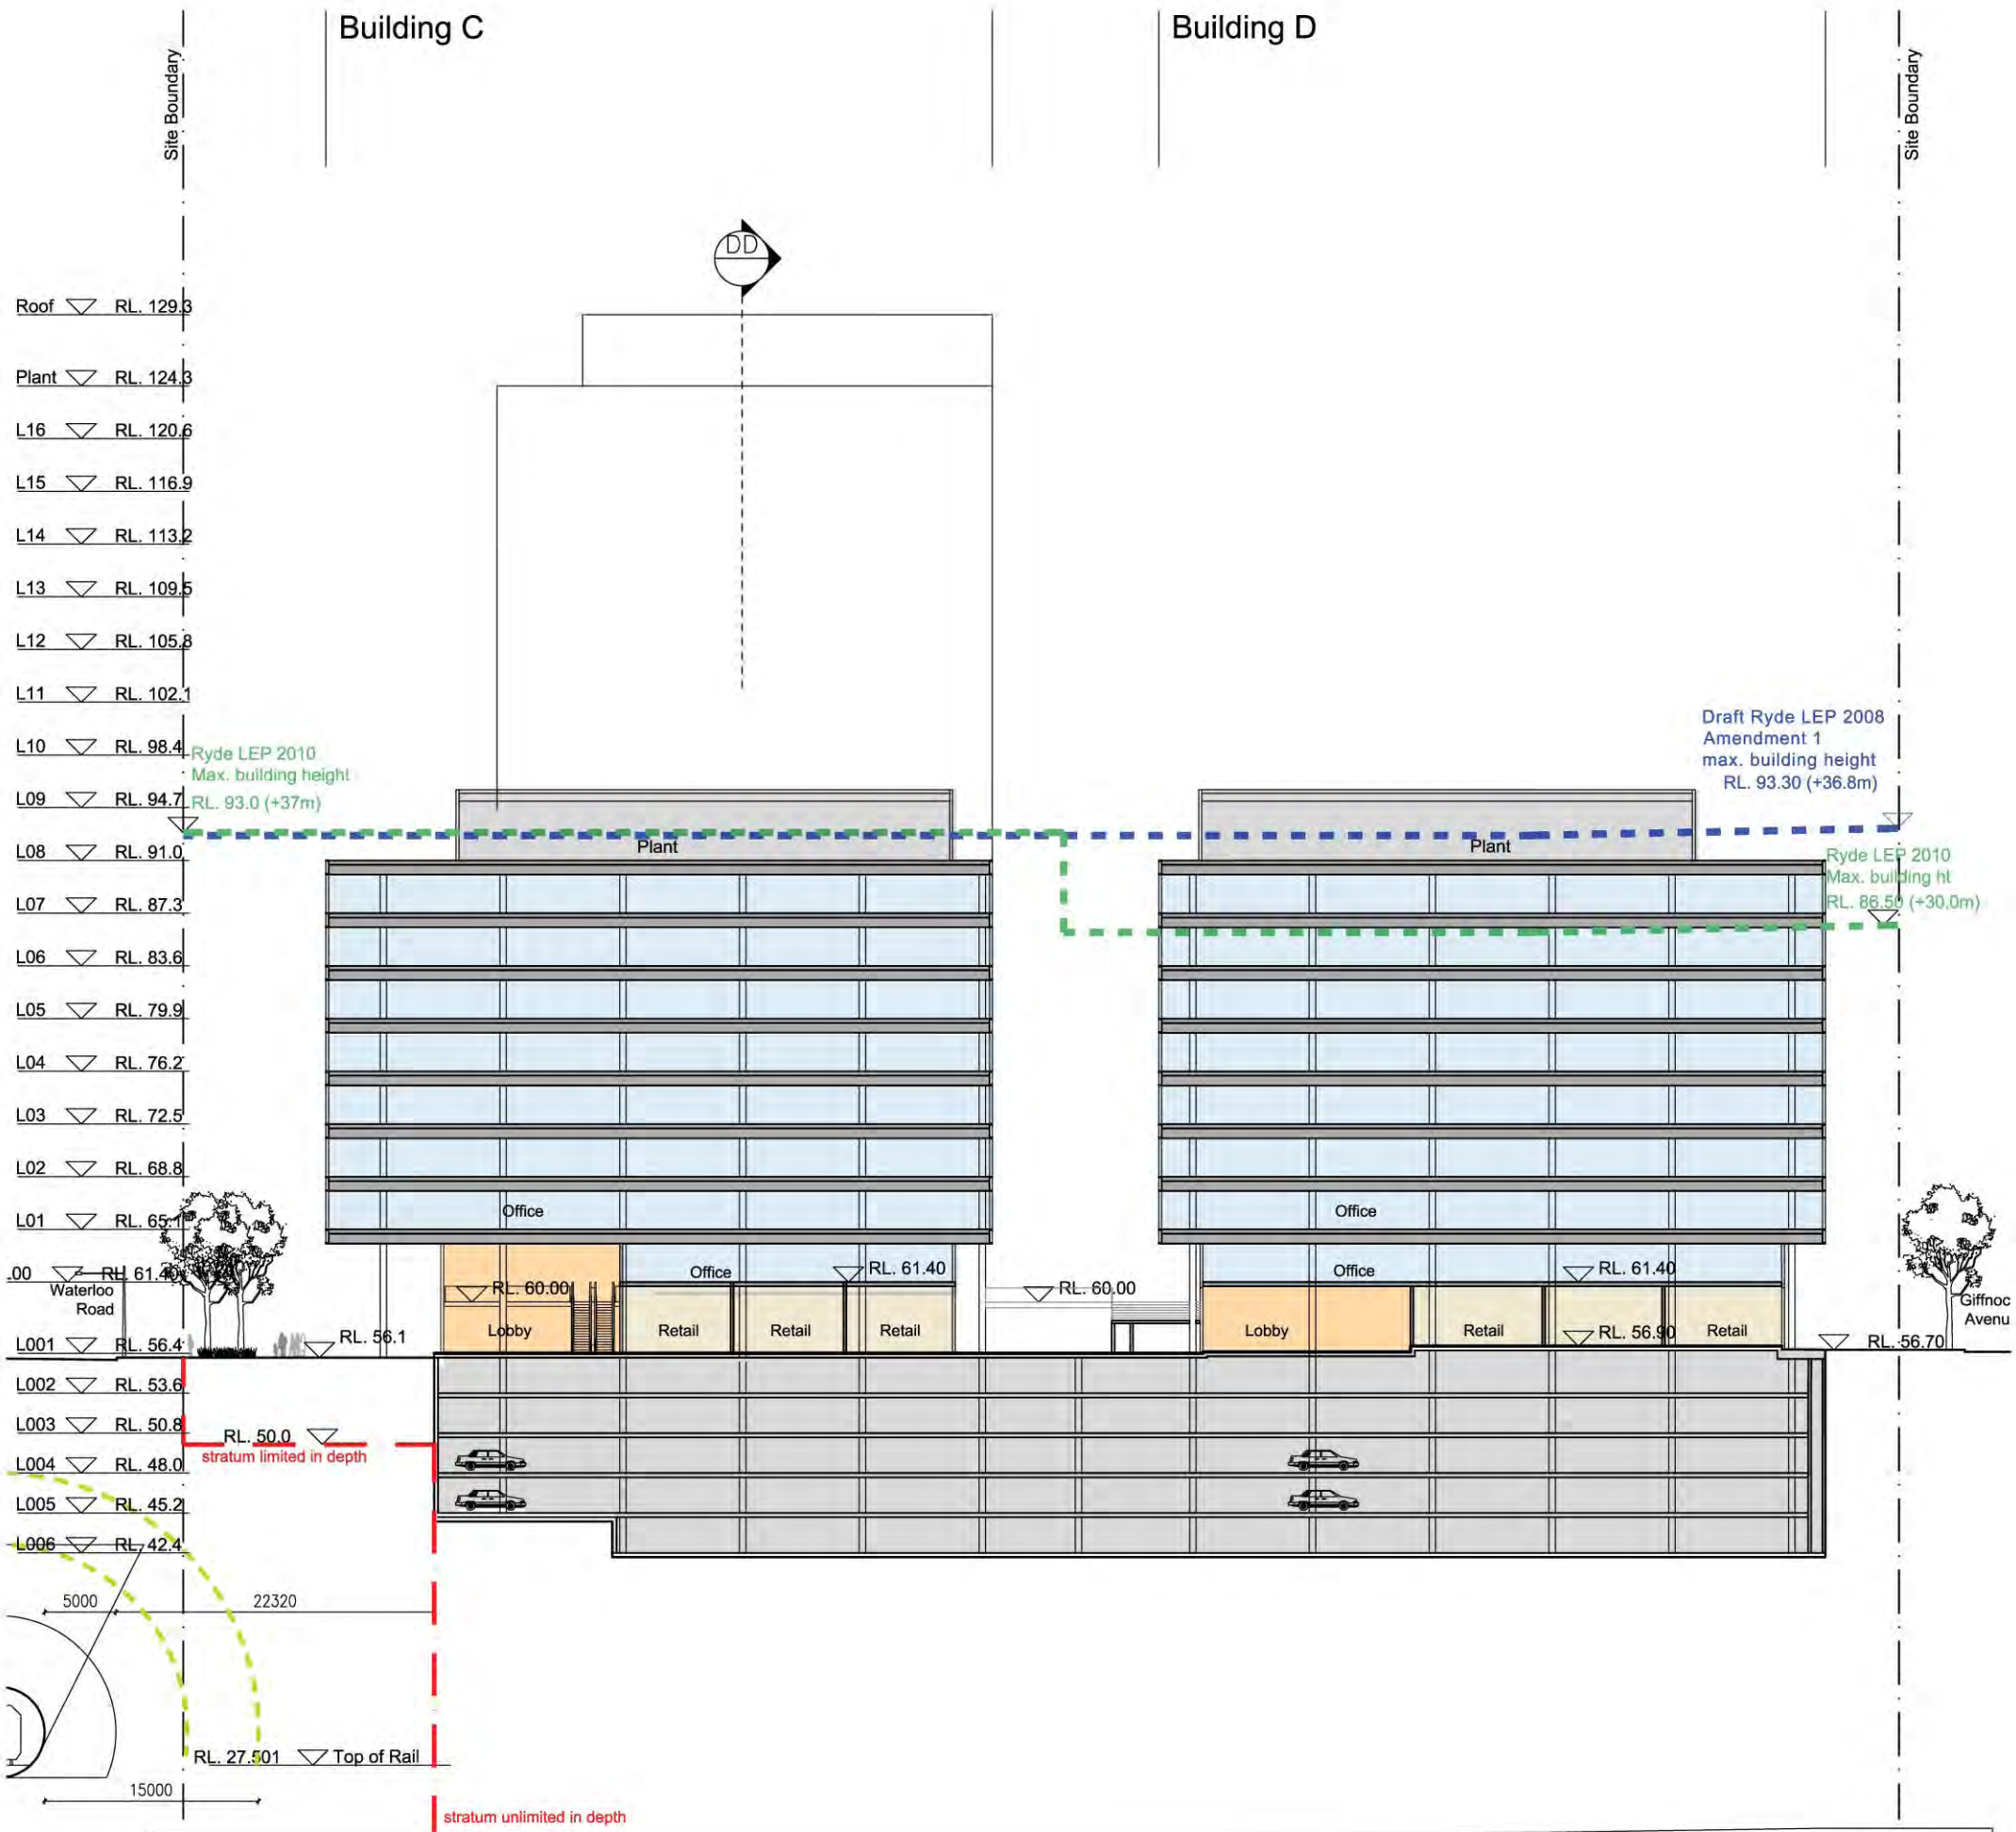 Building C
Building D
Site Boundary
Site Boundary
DD
Roof RL. 129.3
Plant RL. 124.3
L16 RL. 120.6
L15 RL. 116.9
L14 RL. 113.2
L13 RL. 109.5
L12 RL. 105.8
L11 RL. 102.1
L10 RL. 98.4
Ryde LEP 2010
Max. building height
RL. 93.0 (+37m)
Draft Ryde LEP 2008
Amendment 1
max. building height
RL. 93.30 (+36.8m)
L09 RL. 94.7
L08 RL. 91.0
Plant
Plant
Ryde LEP 2010
Max. building ht
RL. 86.50 (+30.0m)
L07 RL. 87.3
L06 RL. 83.6
L05 RL. 79.9
L04 RL. 76.2
L03 RL. 72.5
L02 RL. 68.8
L01 RL. 65.1
Office
Office
.00 RL. 61.40
Office RL. 61.40
Office RL. 61.40
Waterloo
Road
RL. 60.00
RL. 60.00
Giffnoc
Avenu
Lobby Retail Retail Retail
Lobby Retail RL. 56.90 Retail
L001 RL. 56.4
RL. 56.1
RL. 56.70
L002 RL. 53.6
L003 RL. 50.8
RL. 50.0
stratum limited in depth
L004 RL. 48.0
L005 RL. 45.2
L006 RL. 42.4
5000 22320
RL. 27.501 Top of Rail
15000
stratum unlimited in depth